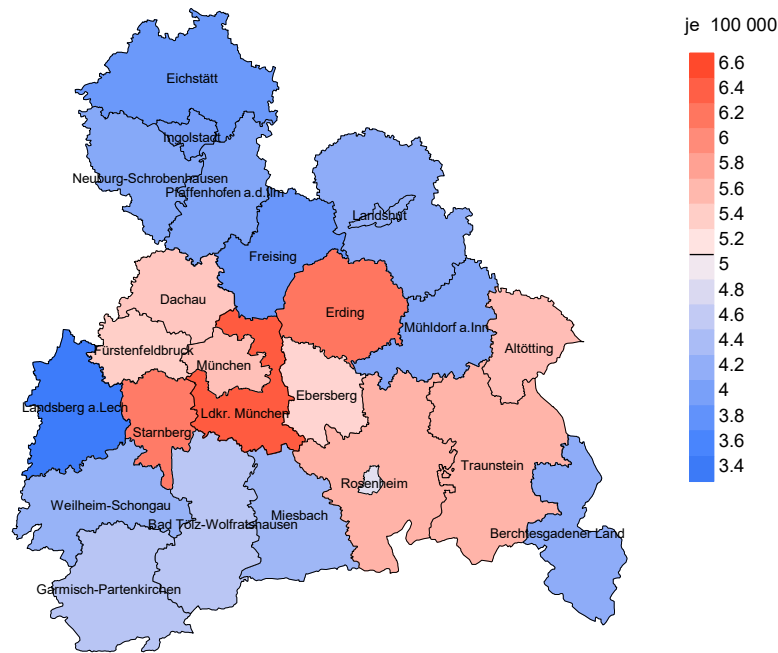 je 100 000
6.6
6.4
6.2
6
5.8
5.6
5.4
5.2
5
4.8
4.6
4.4
4.2
4
3.8
3.6
3.4
Eichstätt
Ingolstadt
Neuburg-Schrobenhausen
Pfaffenhofen a.d.Ilm
Landshut
Freising
Dachau
Erding
Mühldorf a.Inn
Altötting
Fürstenfeldbruck
München
Ebersberg
Landsberg a.Lech
Ldkr. München
Starnberg
Traunstein
Rosenheim
Weilheim-Schongau
Bad Tölz-Wolfratshausen
Miesbach
Berchtesgadener Land
Garmisch-Partenkirchen